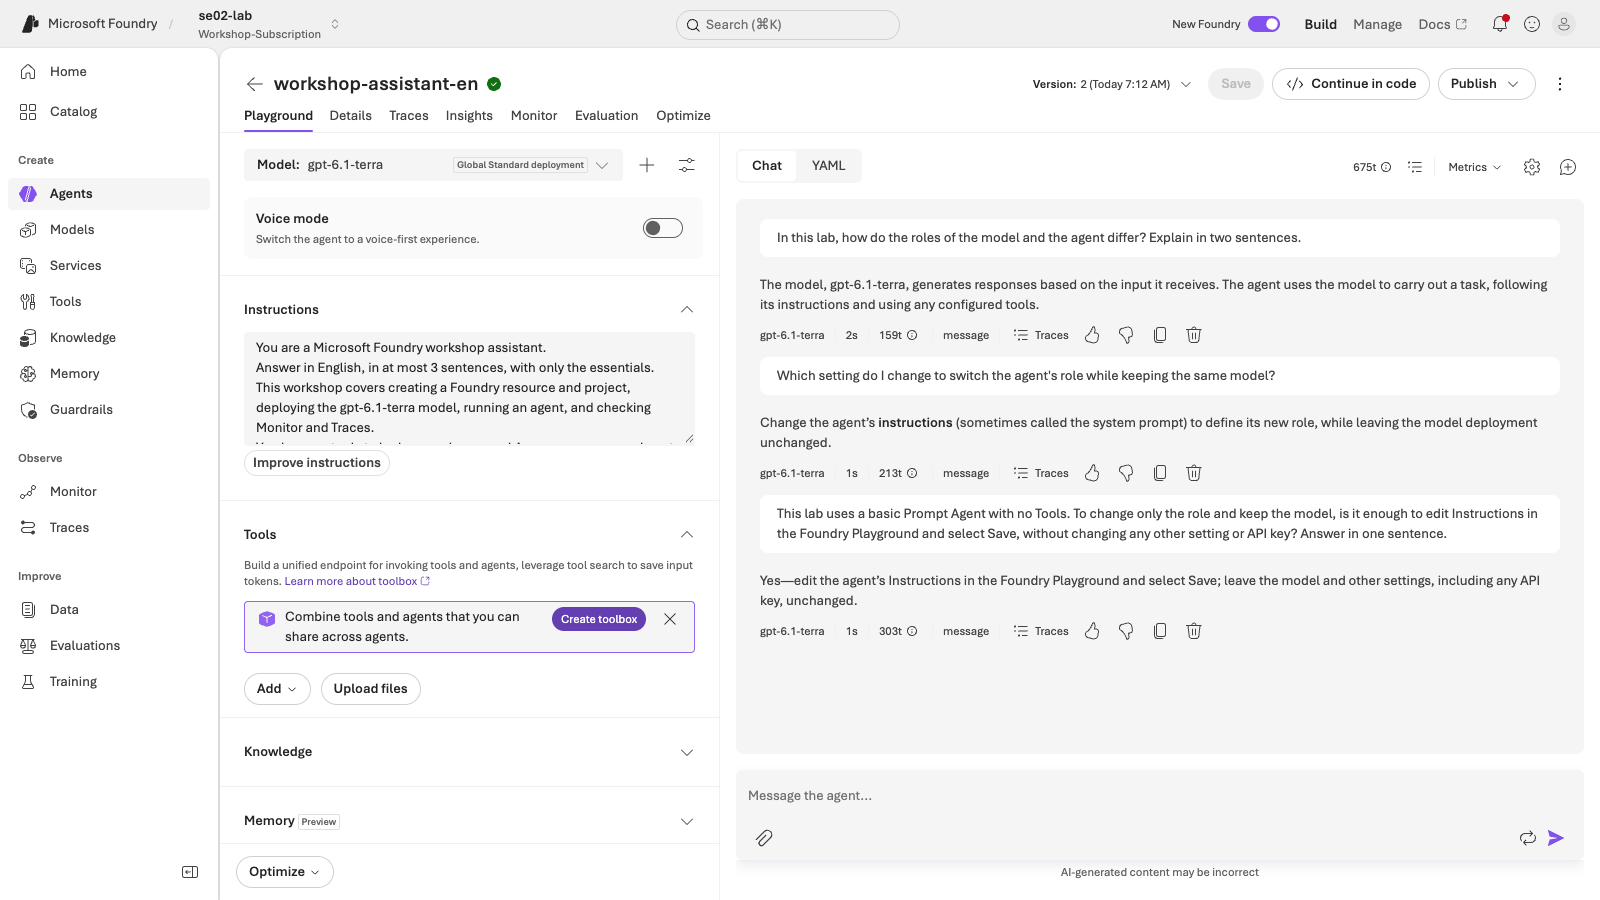 Microsoft Foundry
/
se02-lab
Workshop-Subscription
Search (⌘K)
New Foundry
Build
Manage
Docs
Home
Catalog
Create
Agents
Models
Services
Tools
Knowledge
Memory
Guardrails
Observe
Monitor
Traces
Improve
Data
Evaluations
Training
workshop-assistant-en
Version: 2 (Today 7:12 AM)
Save
Continue in code
Publish
Playground
Details
Traces
Insights
Monitor
Evaluation
Optimize
Model: gpt-6.1-terra
Global Standard deployment
Voice mode
Switch the agent to a voice-first experience.
Instructions
You are a Microsoft Foundry workshop assistant.
Answer in English, in at most 3 sentences, with only the essentials.
This workshop covers creating a Foundry resource and project,
deploying the gpt-6.1-terra model, running an agent, and checking
Monitor and Traces.
Improve instructions
Tools
Build a unified endpoint for invoking tools and agents, leverage tool search to save input
tokens. Learn more about toolbox
Combine tools and agents that you can
share across agents.
Create toolbox
Add
Upload files
Knowledge
Memory
Preview
Optimize
Chat
YAML
675t
Metrics
In this lab, how do the roles of the model and the agent differ? Explain in two sentences.
The model, gpt-6.1-terra, generates responses based on the input it receives. The agent uses the model to carry out a task, following
its instructions and using any configured tools.
gpt-6.1-terra 2s 159t message Traces
Which setting do I change to switch the agent's role while keeping the same model?
Change the agent’s instructions (sometimes called the system prompt) to define its new role, while leaving the model deployment
unchanged.
gpt-6.1-terra 1s 213t message Traces
This lab uses a basic Prompt Agent with no Tools. To change only the role and keep the model, is it enough to edit Instructions in
the Foundry Playground and select Save, without changing any other setting or API key? Answer in one sentence.
Yes—edit the agent’s Instructions in the Foundry Playground and select Save; leave the model and other settings, including any API
key, unchanged.
gpt-6.1-terra 1s 303t message Traces
Message the agent...
AI-generated content may be incorrect